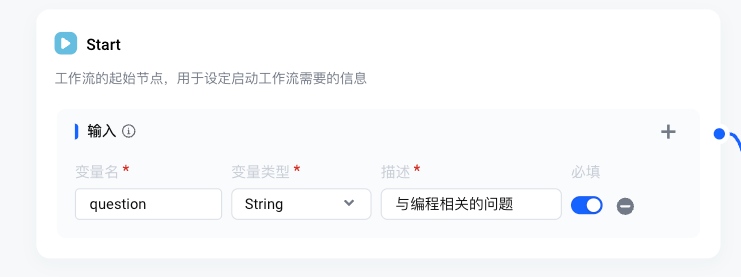 Start
工作流的起始节点，用于设定启动工作流需要的信息
输入
变量名 * 变量类型 * 描述 * 必填
question String 与编程相关的问题